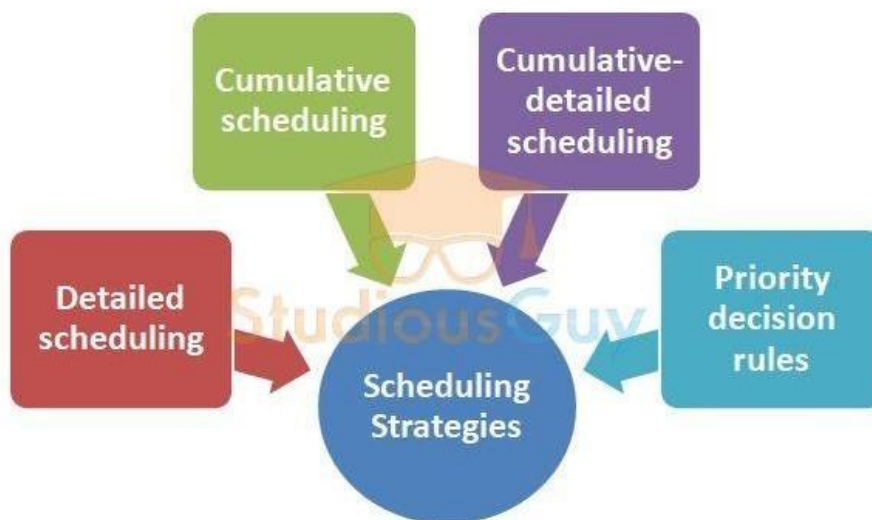 Cumulative
scheduling
Cumulative-
detailed
scheduling
Detailed
scheduling
Priority
decision
rules
StudiousGuy
Scheduling
Strategies